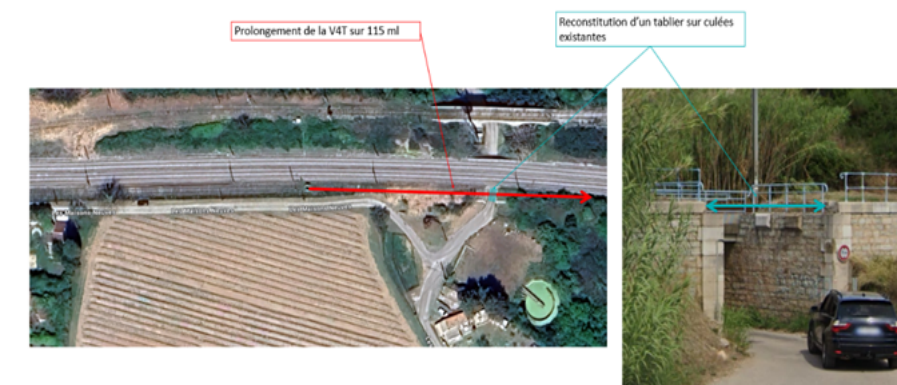 Prolongement de la V4T sur 115 ml
Reconstitution d'un tablier sur culées
existantes